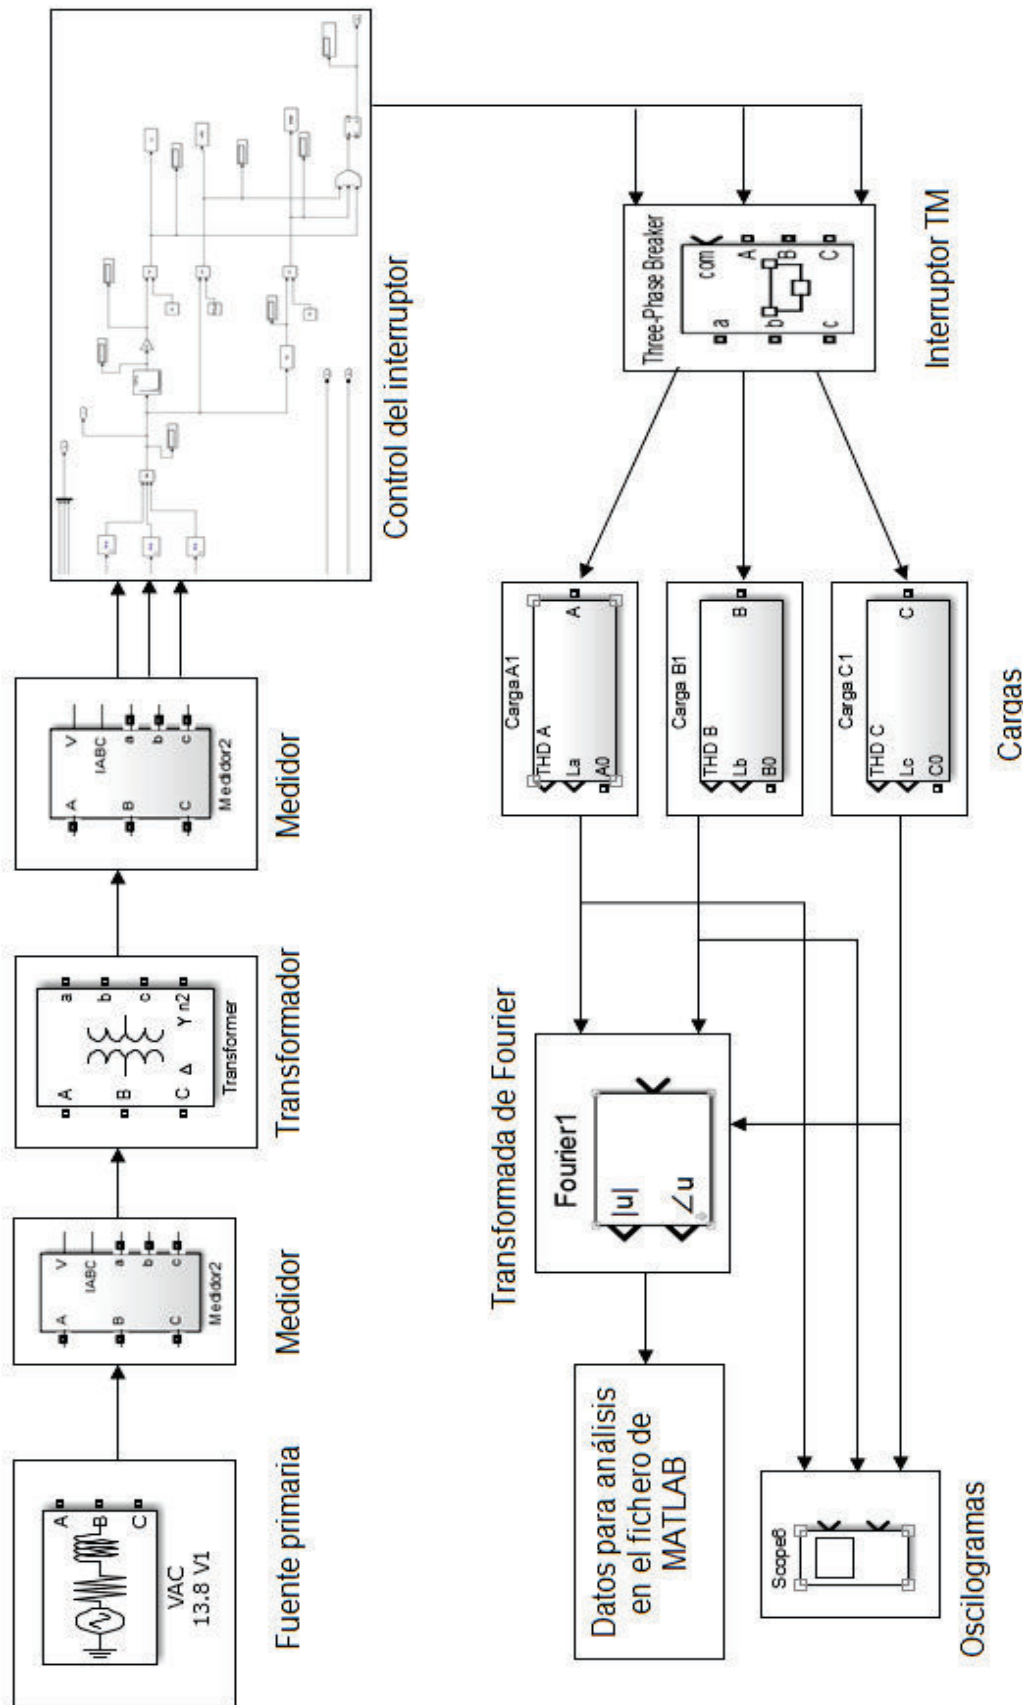 A
B
C
VAC
13.8 V1
Fuente primaria
A
B
C
V
IABC
a
b
c
Medidor2
Medidor
A
B
C
a
b
c
Δ
Y n2
Transformer
Transformador
A
B
C
V
IABC
a
b
c
Medidor2
Medidor
Control del interruptor
Three-Phase Breaker
a
b
c
com
A
B
C
Interruptor TM
Carga A1
THD A
La
A0
A
Carga B1
THD B
Lb
B0
B
Carga C1
THD C
Lc
C0
C
Cargas
Transformada de Fourier
Fourier1
|u|
∠u
Datos para análisis
en el fichero de
MATLAB
Scope6
Oscilogramas